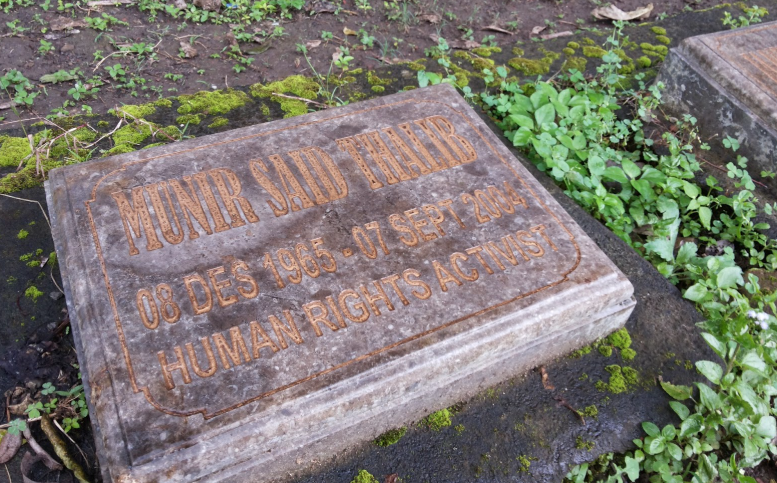 MUNIR SAID THALIB
08 DES 1965 - 07 SEPT 2004
HUMAN RIGHTS ACTIVIST